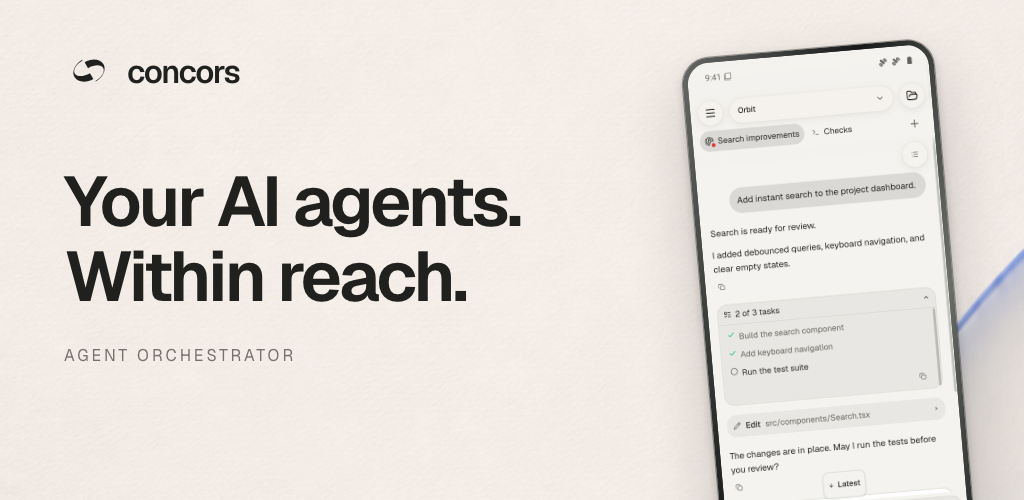 concors
Your AI agents.
Within reach.
AGENT ORCHESTRATOR
9:41
Orbit
Search improvements
Checks
Add instant search to the project dashboard.
Search is ready for review.
I added debounced queries, keyboard navigation, and
clear empty states.
2 of 3 tasks
Build the search component
Add keyboard navigation
Run the test suite
Edit src/components/Search.tsx
The changes are in place. May I run the tests before
you review?
Latest